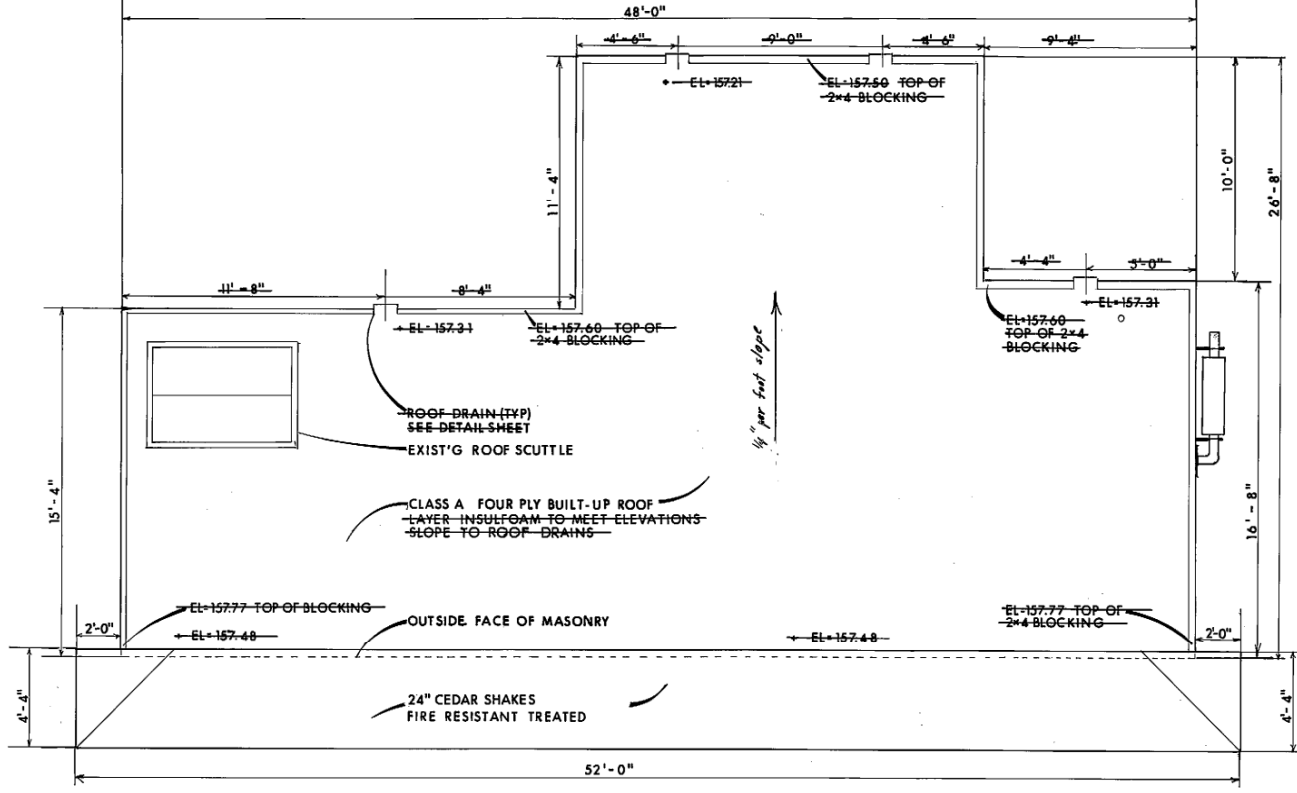 48'-0"
4'-6"
9'-0"
4'-6"
9'-4"
EL=157.21
EL-157.50 TOP OF
2×4 BLOCKING
11'-4"
10'-0"
26'-8"
11'-8"
8'-4"
4'-4"
5'-0"
EL-157.31
EL=157.60 TOP OF
2×4 BLOCKING
EL=157.31
EL=157.60
TOP OF 2×4
BLOCKING
1/4" per foot slope
ROOF DRAIN (TYP)
SEE DETAIL SHEET
EXIST'G ROOF SCUTTLE
15'-4"
CLASS A FOUR PLY BUILT-UP ROOF
LAYER INSULFOAM TO MEET ELEVATIONS
SLOPE TO ROOF DRAINS
16'-8"
EL=157.77 TOP OF BLOCKING
EL=157.77 TOP OF
2×4 BLOCKING
2'-0"
EL=157.48
OUTSIDE FACE OF MASONRY
EL=157.48
2'-0"
4'-4"
24" CEDAR SHAKES
FIRE RESISTANT TREATED
4'-4"
52'-0"